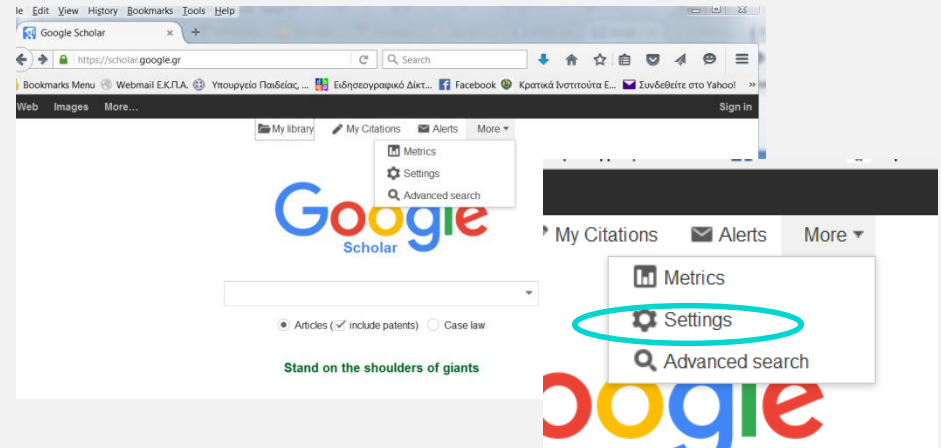 le Edit View History Bookmarks Tools Help
Google Scholar × +
https://scholar.google.gr Search
Bookmarks Menu Webmail Ε.Κ.Π.Α. Υπουργείο Παιδείας, ... Ειδησεογραφικό Δίκτ... Facebook Κρατικά Ινστιτούτα Ε... Συνδεθείτε στο Yahoo! »
Web Images More... Sign in
My library My Citations Alerts More
Metrics
Settings
Advanced search
Google
Scholar
Articles ( include patents) Case law
Stand on the shoulders of giants
My Citations Alerts More
Metrics
Settings
Advanced search
oogle